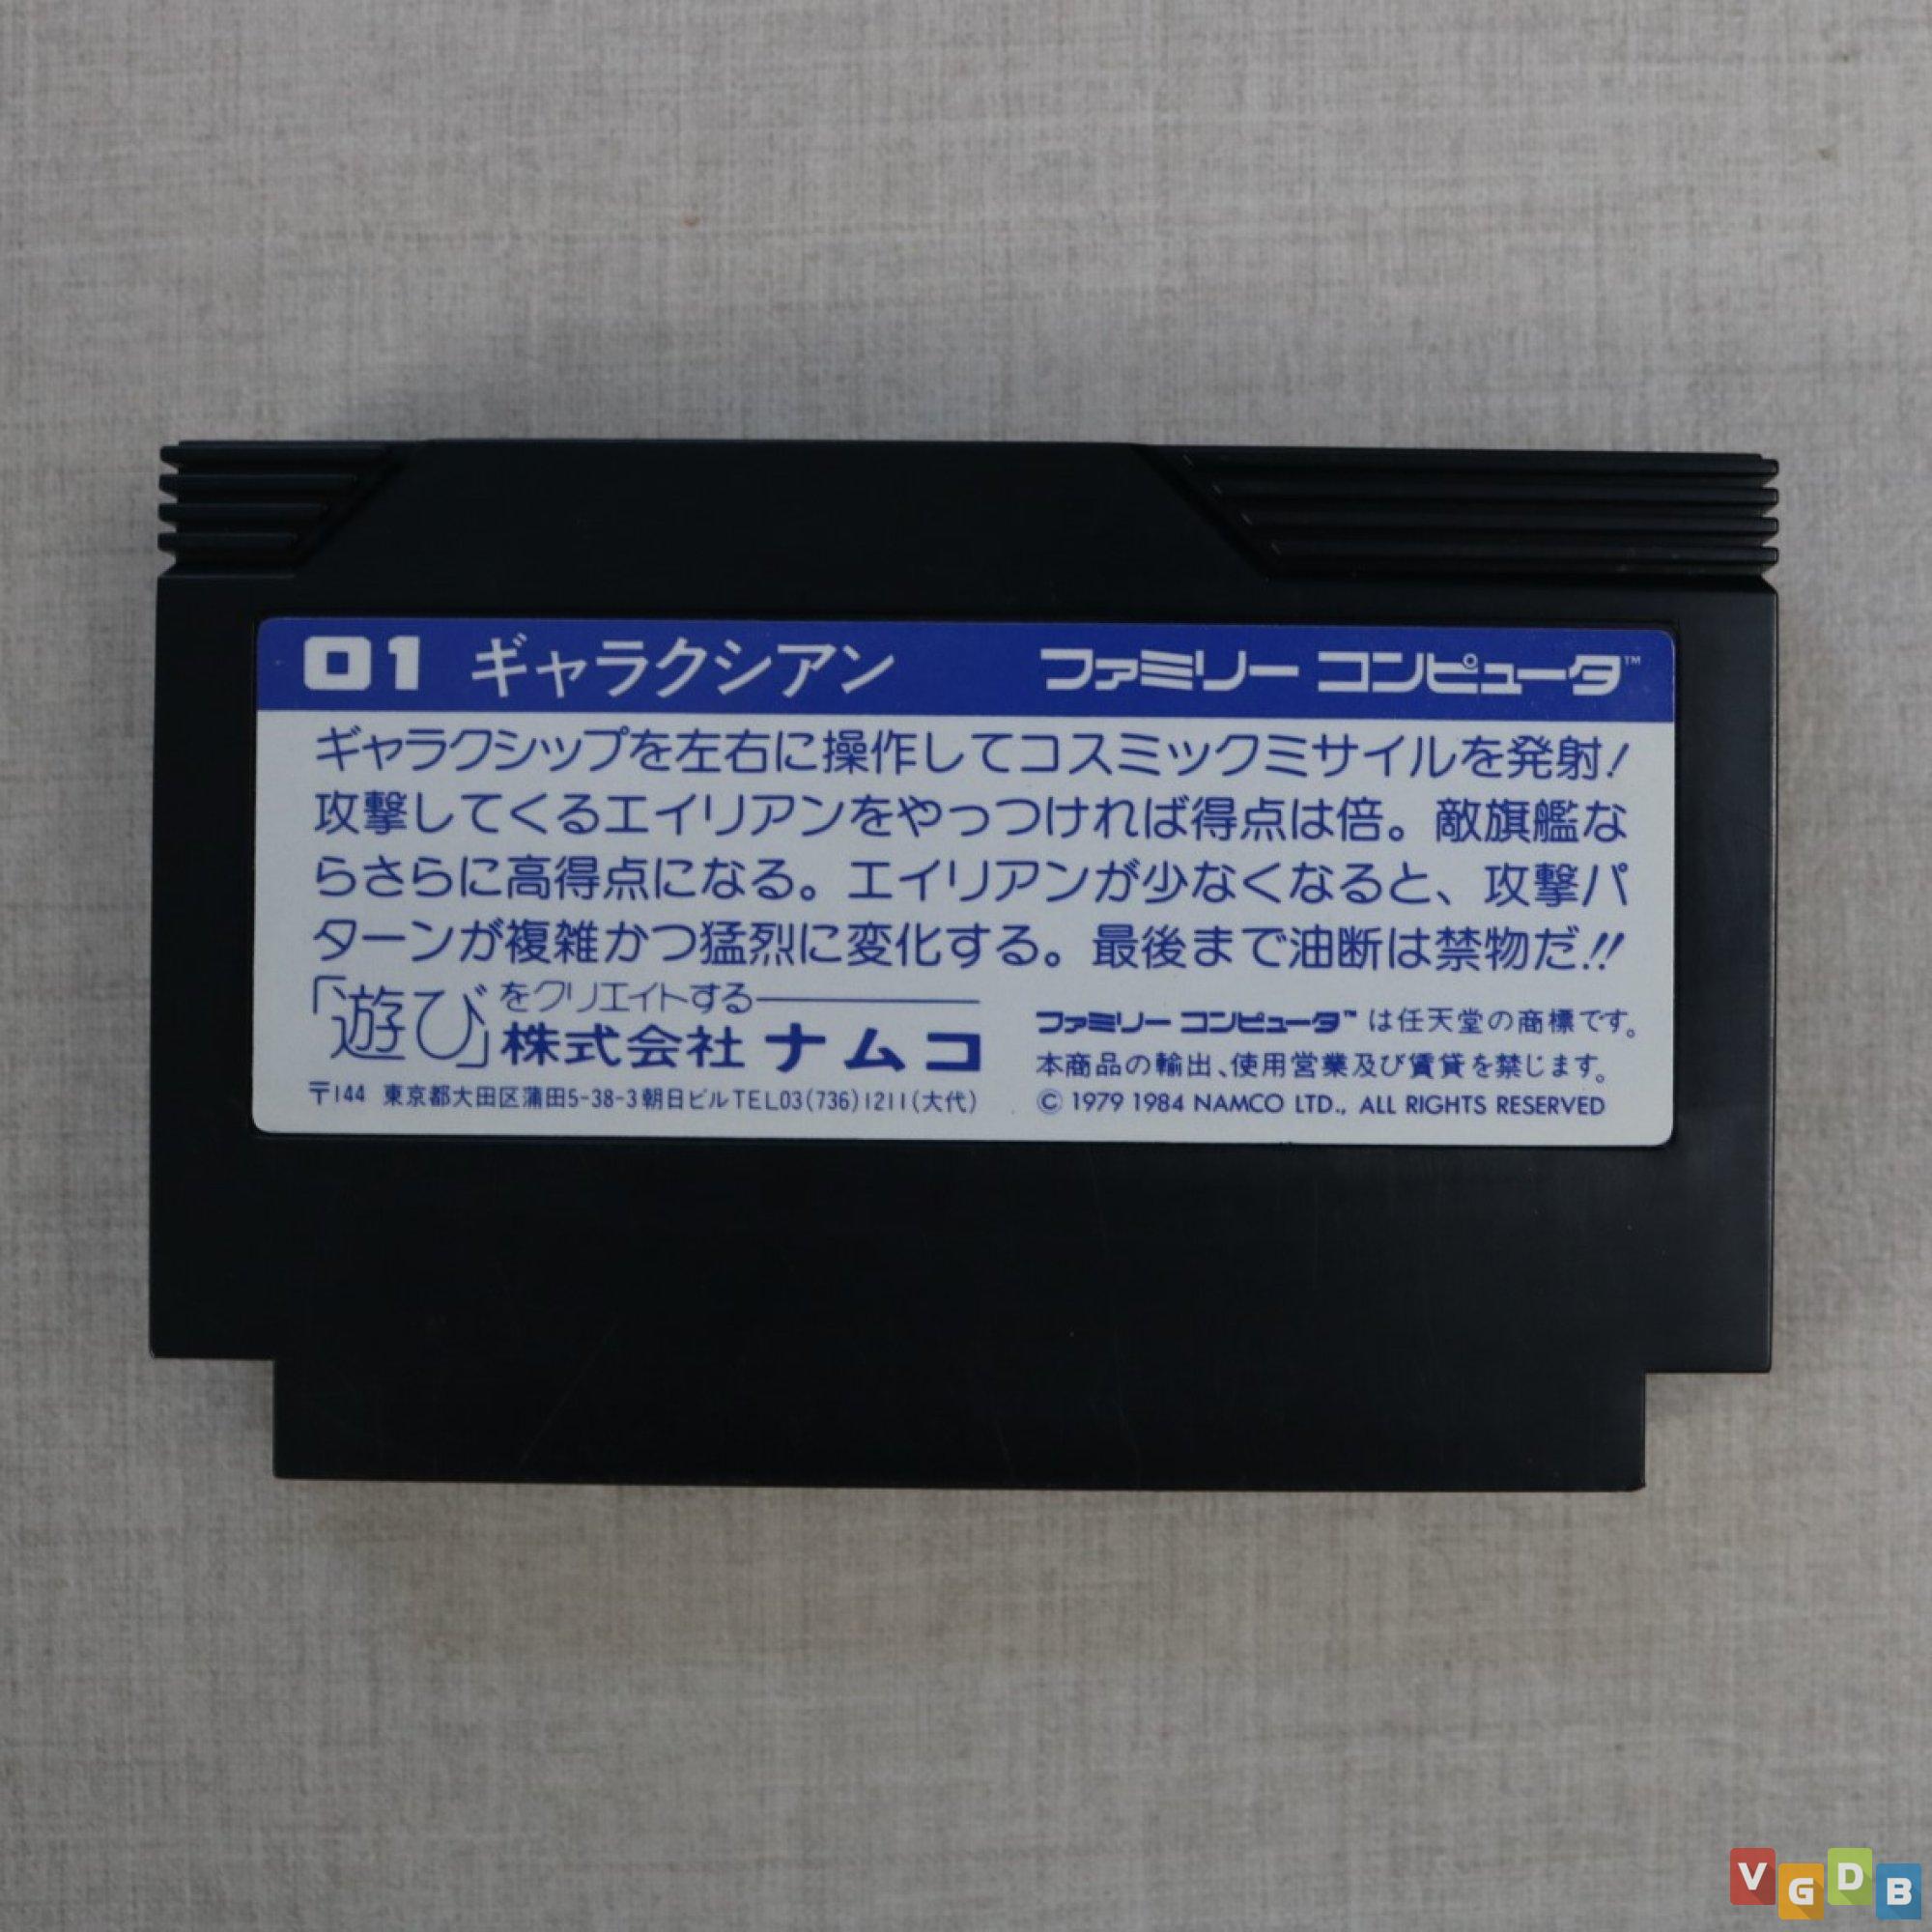 01 ギャラクシアン ファミリー コンピュータ™
ギャラクシップを左右に操作してコスミックミサイルを発射!
攻撃してくるエイリアンをやっつければ得点は倍。敵旗艦な
らさらに高得点になる。エイリアンが少なくなると、攻撃パ
ターンが複雑かつ猛烈に変化する。最後まで油断は禁物だ!!
「遊び」をクリエイトする
株式会社 ナムコ
〒144 東京都大田区蒲田5-38-3朝日ビルTEL03(736)1211(大代)
ファミリー コンピュータ™は任天堂の商標です。
本商品の輸出、使用営業及び賃貸を禁じます。
© 1979 1984 NAMCO LTD., ALL RIGHTS RESERVED
VGDB